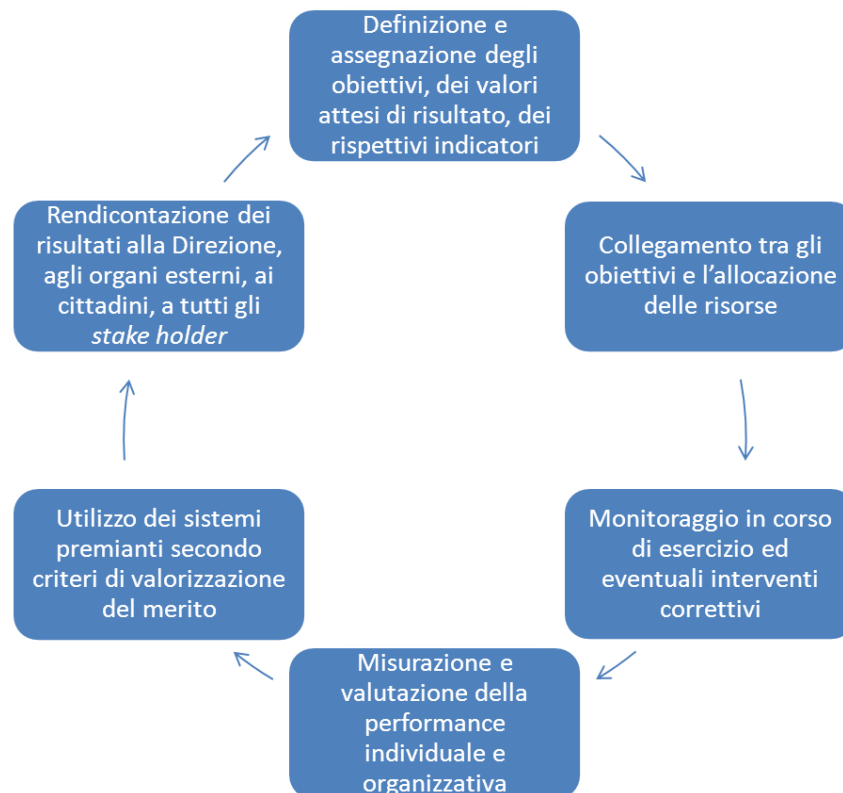 Definizione e
assegnazione degli
obiettivi, dei valori
attesi di risultato, dei
rispettivi indicatori
Collegamento tra gli
obiettivi e l’allocazione
delle risorse
Monitoraggio in corso
di esercizio ed
eventuali interventi
correttivi
Misurazione e
valutazione della
performance
individuale e
organizzativa
Utilizzo dei sistemi
premianti secondo
criteri di valorizzazione
del merito
Rendicontazione dei
risultati alla Direzione,
agli organi esterni, ai
cittadini, a tutti gli
stake holder